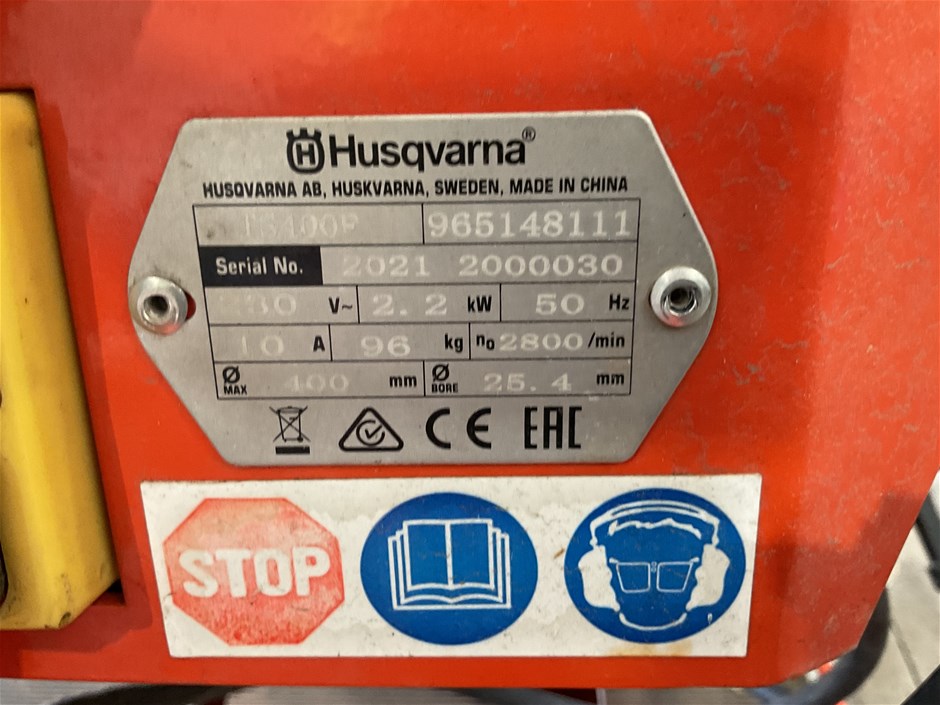 H Husqvarna®
HUSQVARNA AB, HUSKVARNA, SWEDEN, MADE IN CHINA
965148111
Serial No. 2021 2000030
V~ 2.2 kW 50 Hz
10 A 96 kg n₀ 2800 /min
Ø MAX 400 mm Ø BORE 25.4 mm
CE EAC
STOP